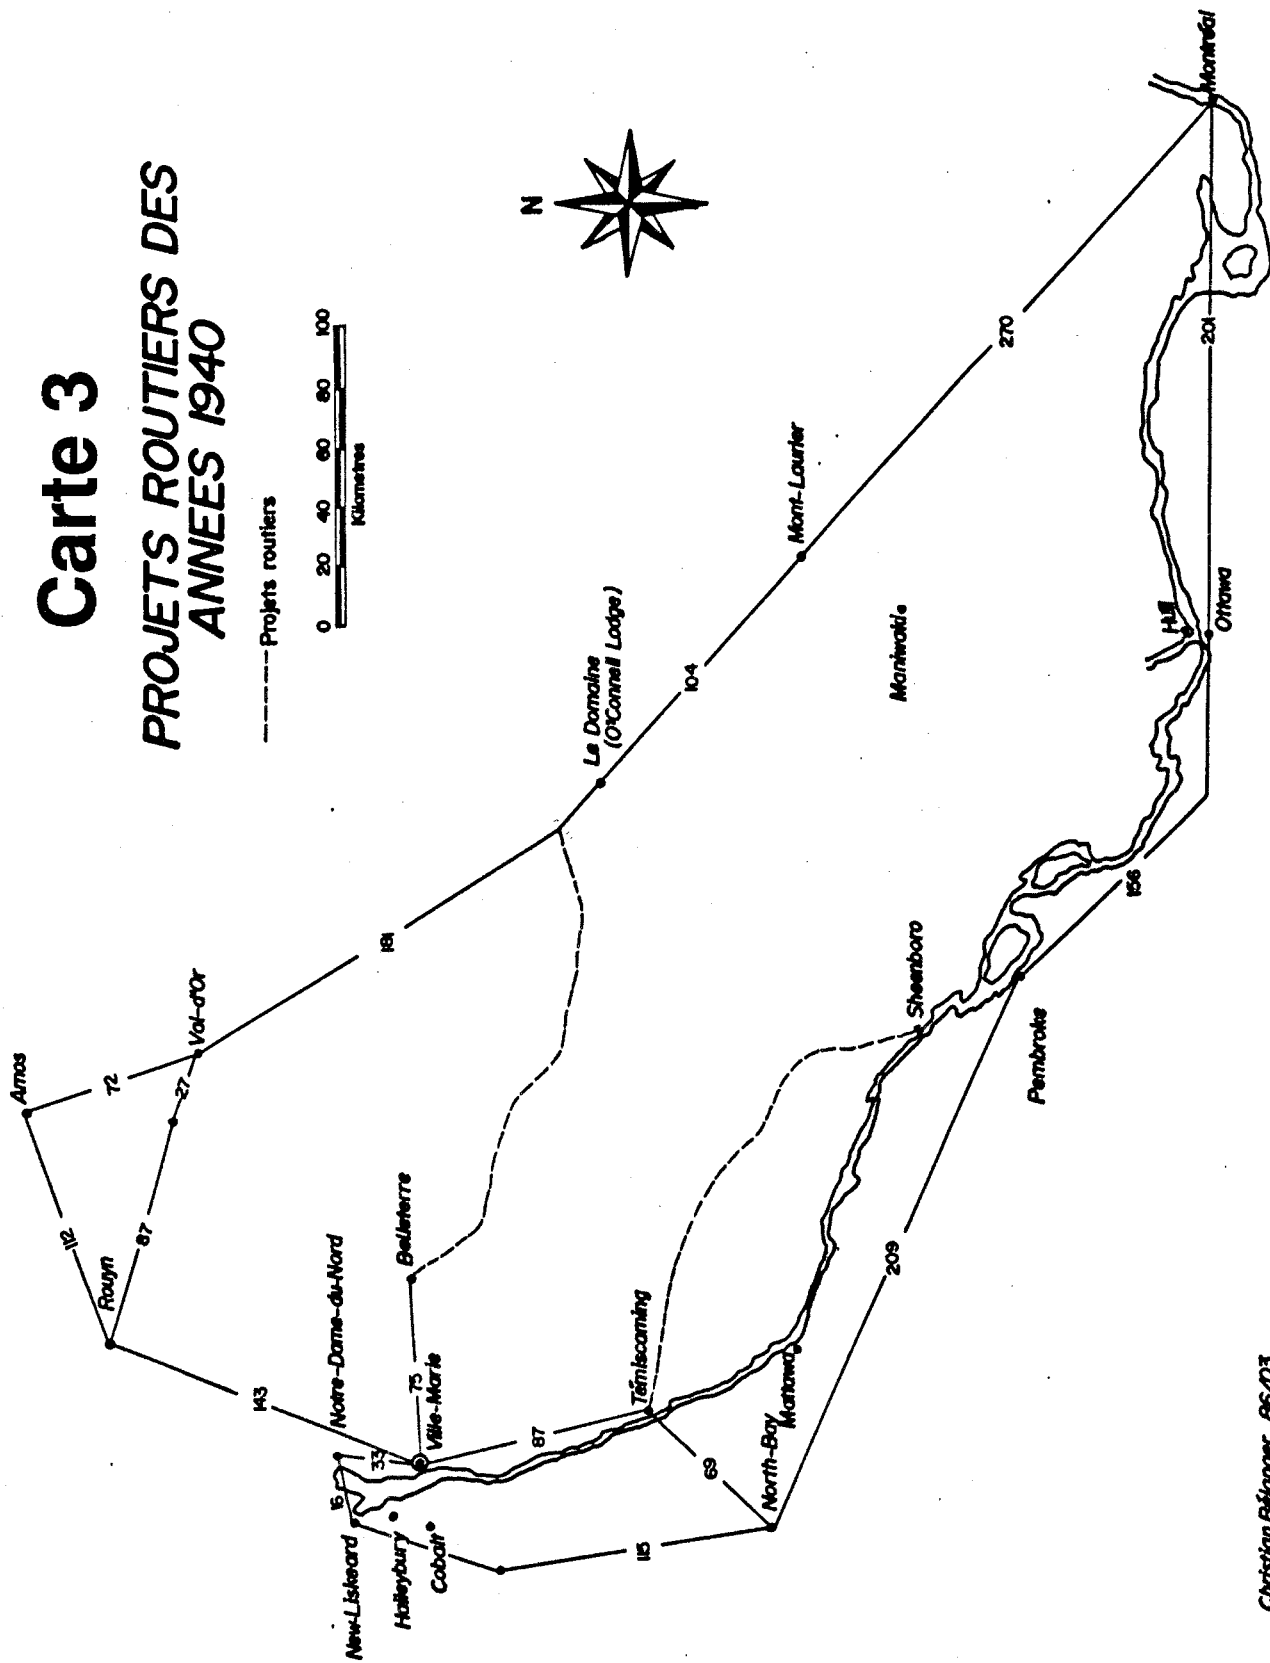 Carte 3
PROJETS ROUTIERS DES
ANNEES 1940
Projets routiers
0 20 40 60 80 100
Kilometres
N
Amos
72
Val-d'Or
27
112
87
Rouyn
181
143
Notre-Dame-du-Nord
33
16
New-Liskeard
Haileybury
Cobalt
Ville-Marie
75
Belleterre
87
Témiscaming
69
115
North-Bay
Mattawa
209
Sheenboro
Pembroke
156
Le Domaine
(O'Connell Lodge)
104
Maniwaki
Mont-Laurier
270
Hull
Ottawa
201
Montréal
Christian Bélanger